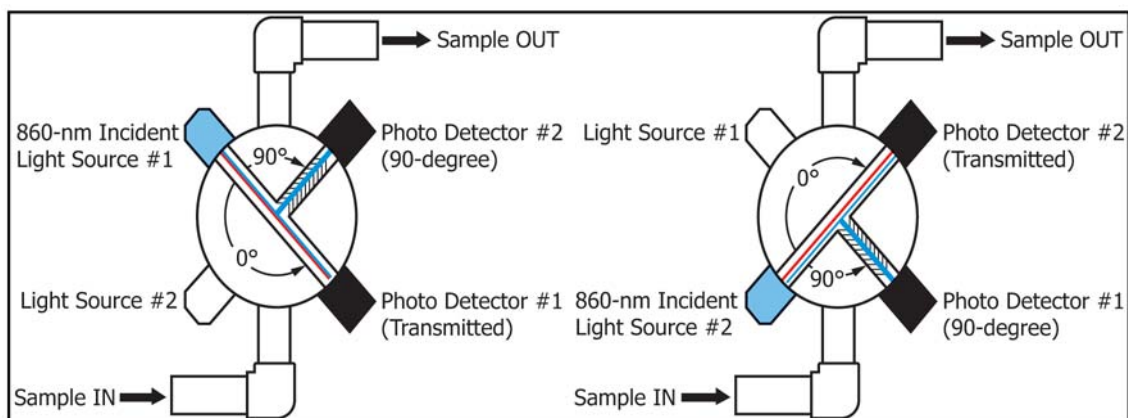 Sample OUT
860-nm Incident
Light Source #1
90°
Photo Detector #2
(90-degree)
0°
Light Source #2
Photo Detector #1
(Transmitted)
Sample IN
Sample OUT
Light Source #1
Photo Detector #2
(Transmitted)
0°
90°
860-nm Incident
Light Source #2
Photo Detector #1
(90-degree)
Sample IN